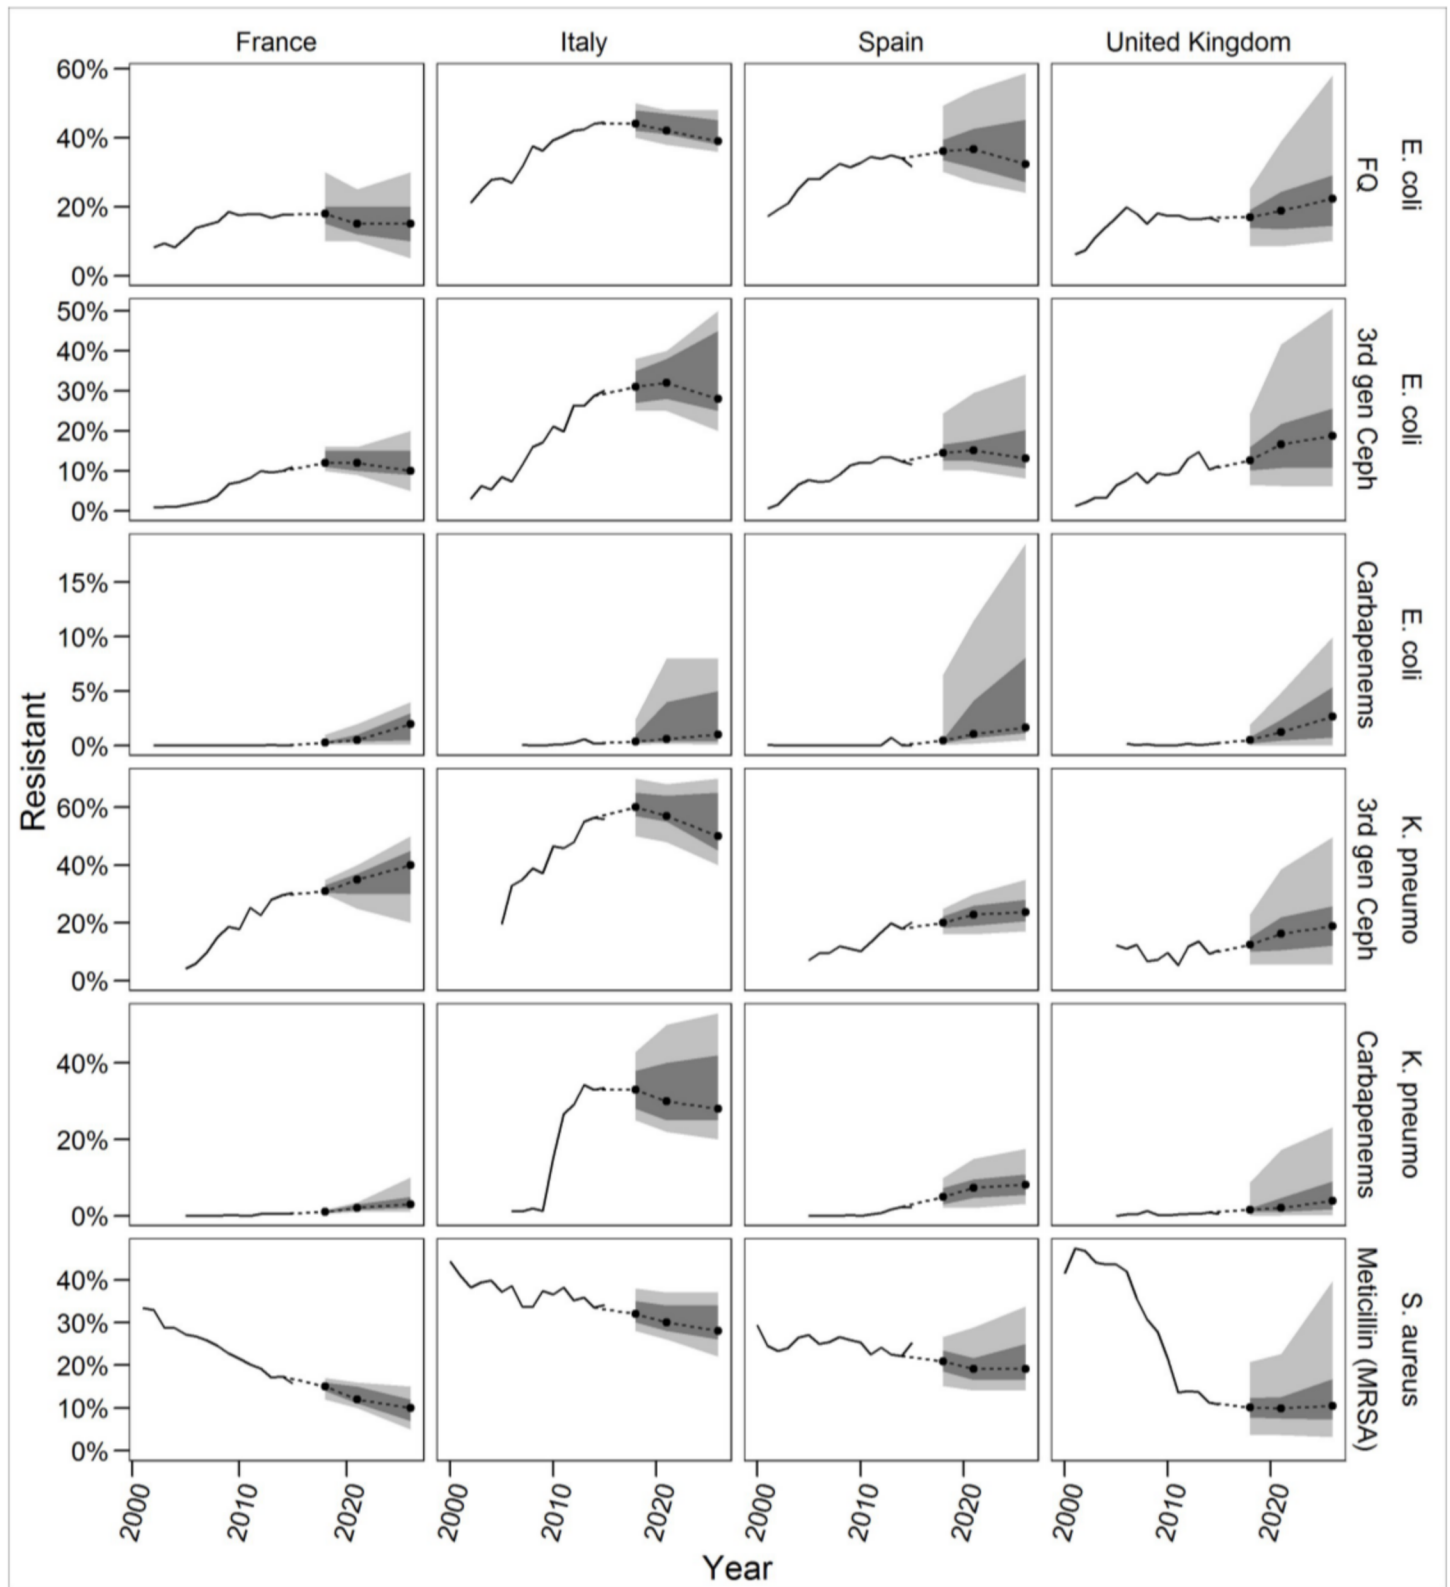 France Italy Spain United Kingdom
60%
40%
20%
0%
E. coli
FQ
50%
40%
30%
20%
10%
0%
E. coli
3rd gen Ceph
15%
10%
5%
0%
E. coli
Carbapenems
Resistant
60%
40%
20%
0%
K. pneumo
3rd gen Ceph
40%
20%
0%
K. pneumo
Carbapenems
40%
30%
20%
10%
0%
S. aureus
Meticillin (MRSA)
2000 2010 2020 2000 2010 2020 2000 2010 2020 2000 2010 2020
Year